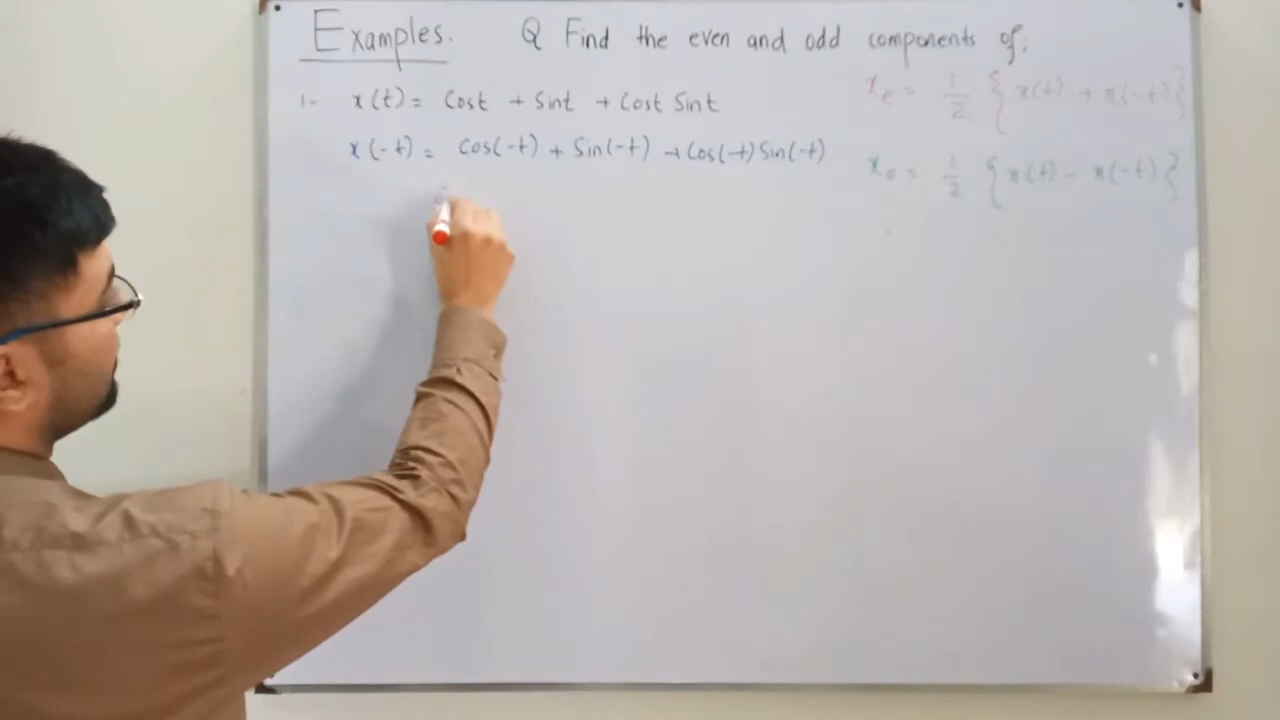 Examples. Q Find the even and odd components of:
1- x(t) = Cost + Sint + Cost Sint
x(-t) = cos(-t) + Sin(-t) + Cos(-t) Sin(-t)
xe = 1/2 {x(t) + x(-t)}
xo = 1/2 {x(t) - x(-t)}